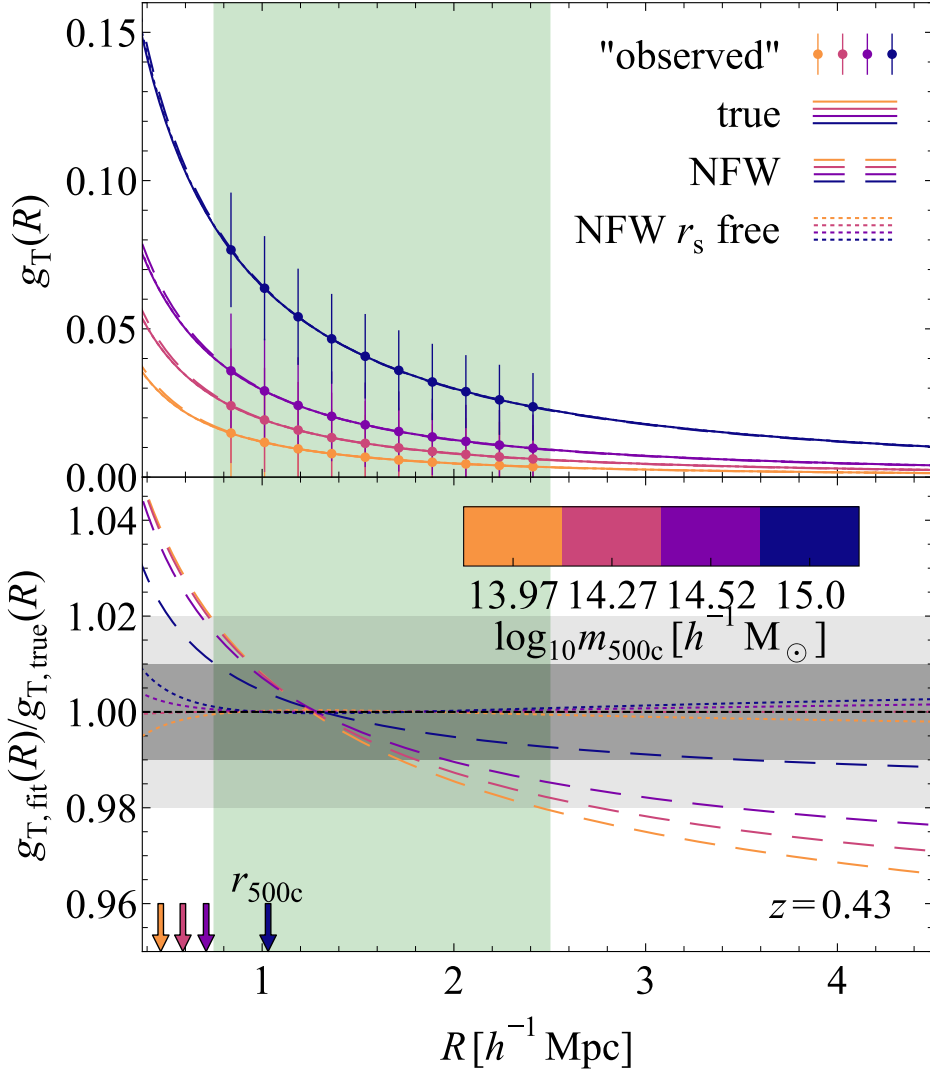 0.15
0.10
0.05
0.00
g_T(R)
"observed"
true
NFW
NFW r_s free
1.04
1.02
1.00
0.98
0.96
g_T,fit(R)/g_T,true(R)
13.97 14.27 14.52 15.0
log₁₀ m_500c [h⁻¹ M_⊙]
r_500c
z=0.43
1 2 3 4
R [h⁻¹ Mpc]